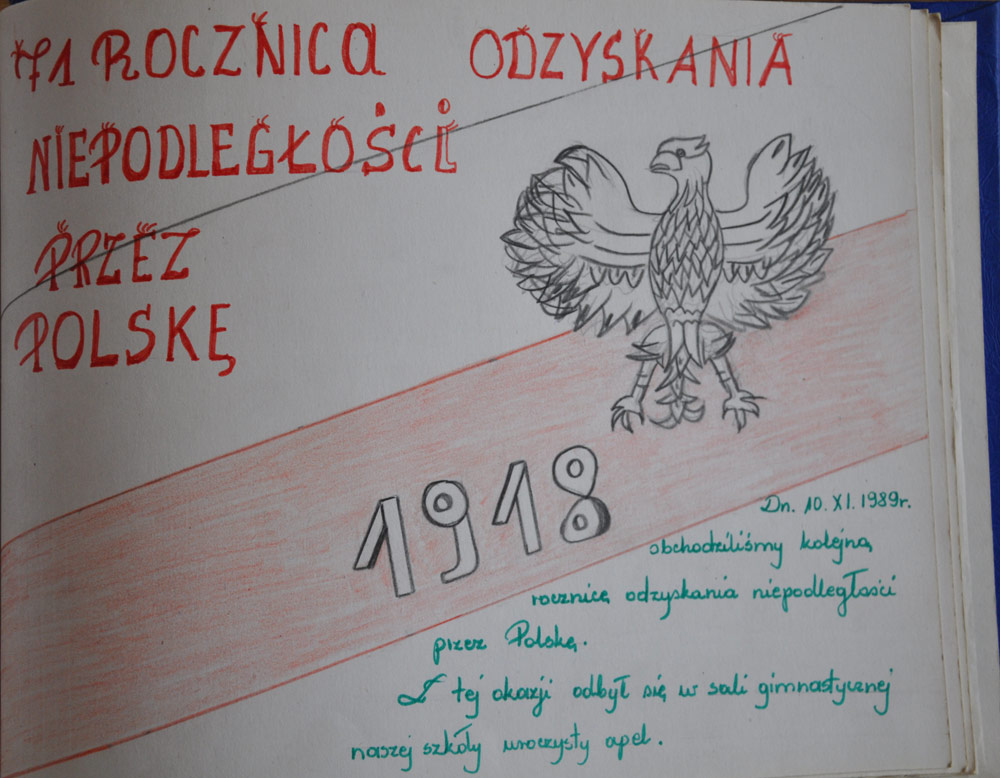 71 ROCZNICA ODZYSKANIA
NIEPODLEGŁOŚCI
PRZEZ
POLSKĘ
1918
Dn. 10. XI. 1989r.
obchodziliśmy kolejną
rocznicę odzyskania niepodległości
przez Polskę.
Z tej okazji odbył się w sali gimnastycznej
naszej szkoły uroczysty apel.